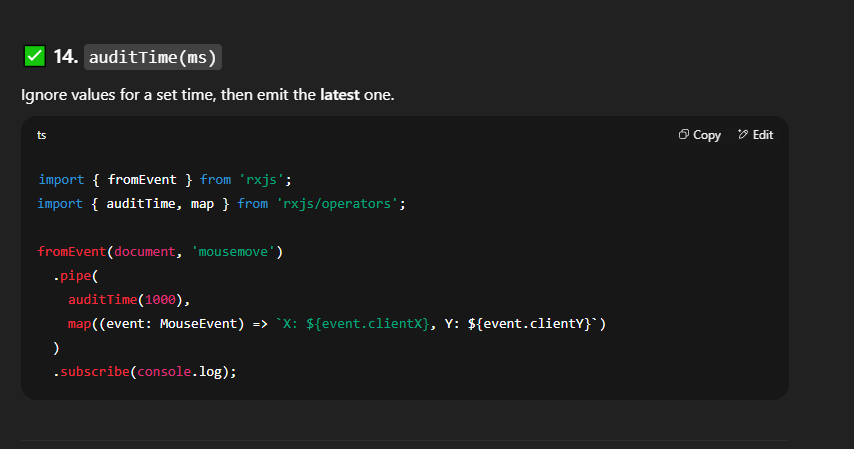 ✅ 14. auditTime(ms)
Ignore values for a set time, then emit the latest one.
ts Copy Edit
import { fromEvent } from 'rxjs';
import { auditTime, map } from 'rxjs/operators';
fromEvent(document, 'mousemove')
  .pipe(
    auditTime(1000),
    map((event: MouseEvent) => `X: ${event.clientX}, Y: ${event.clientY}`)
  )
  .subscribe(console.log);